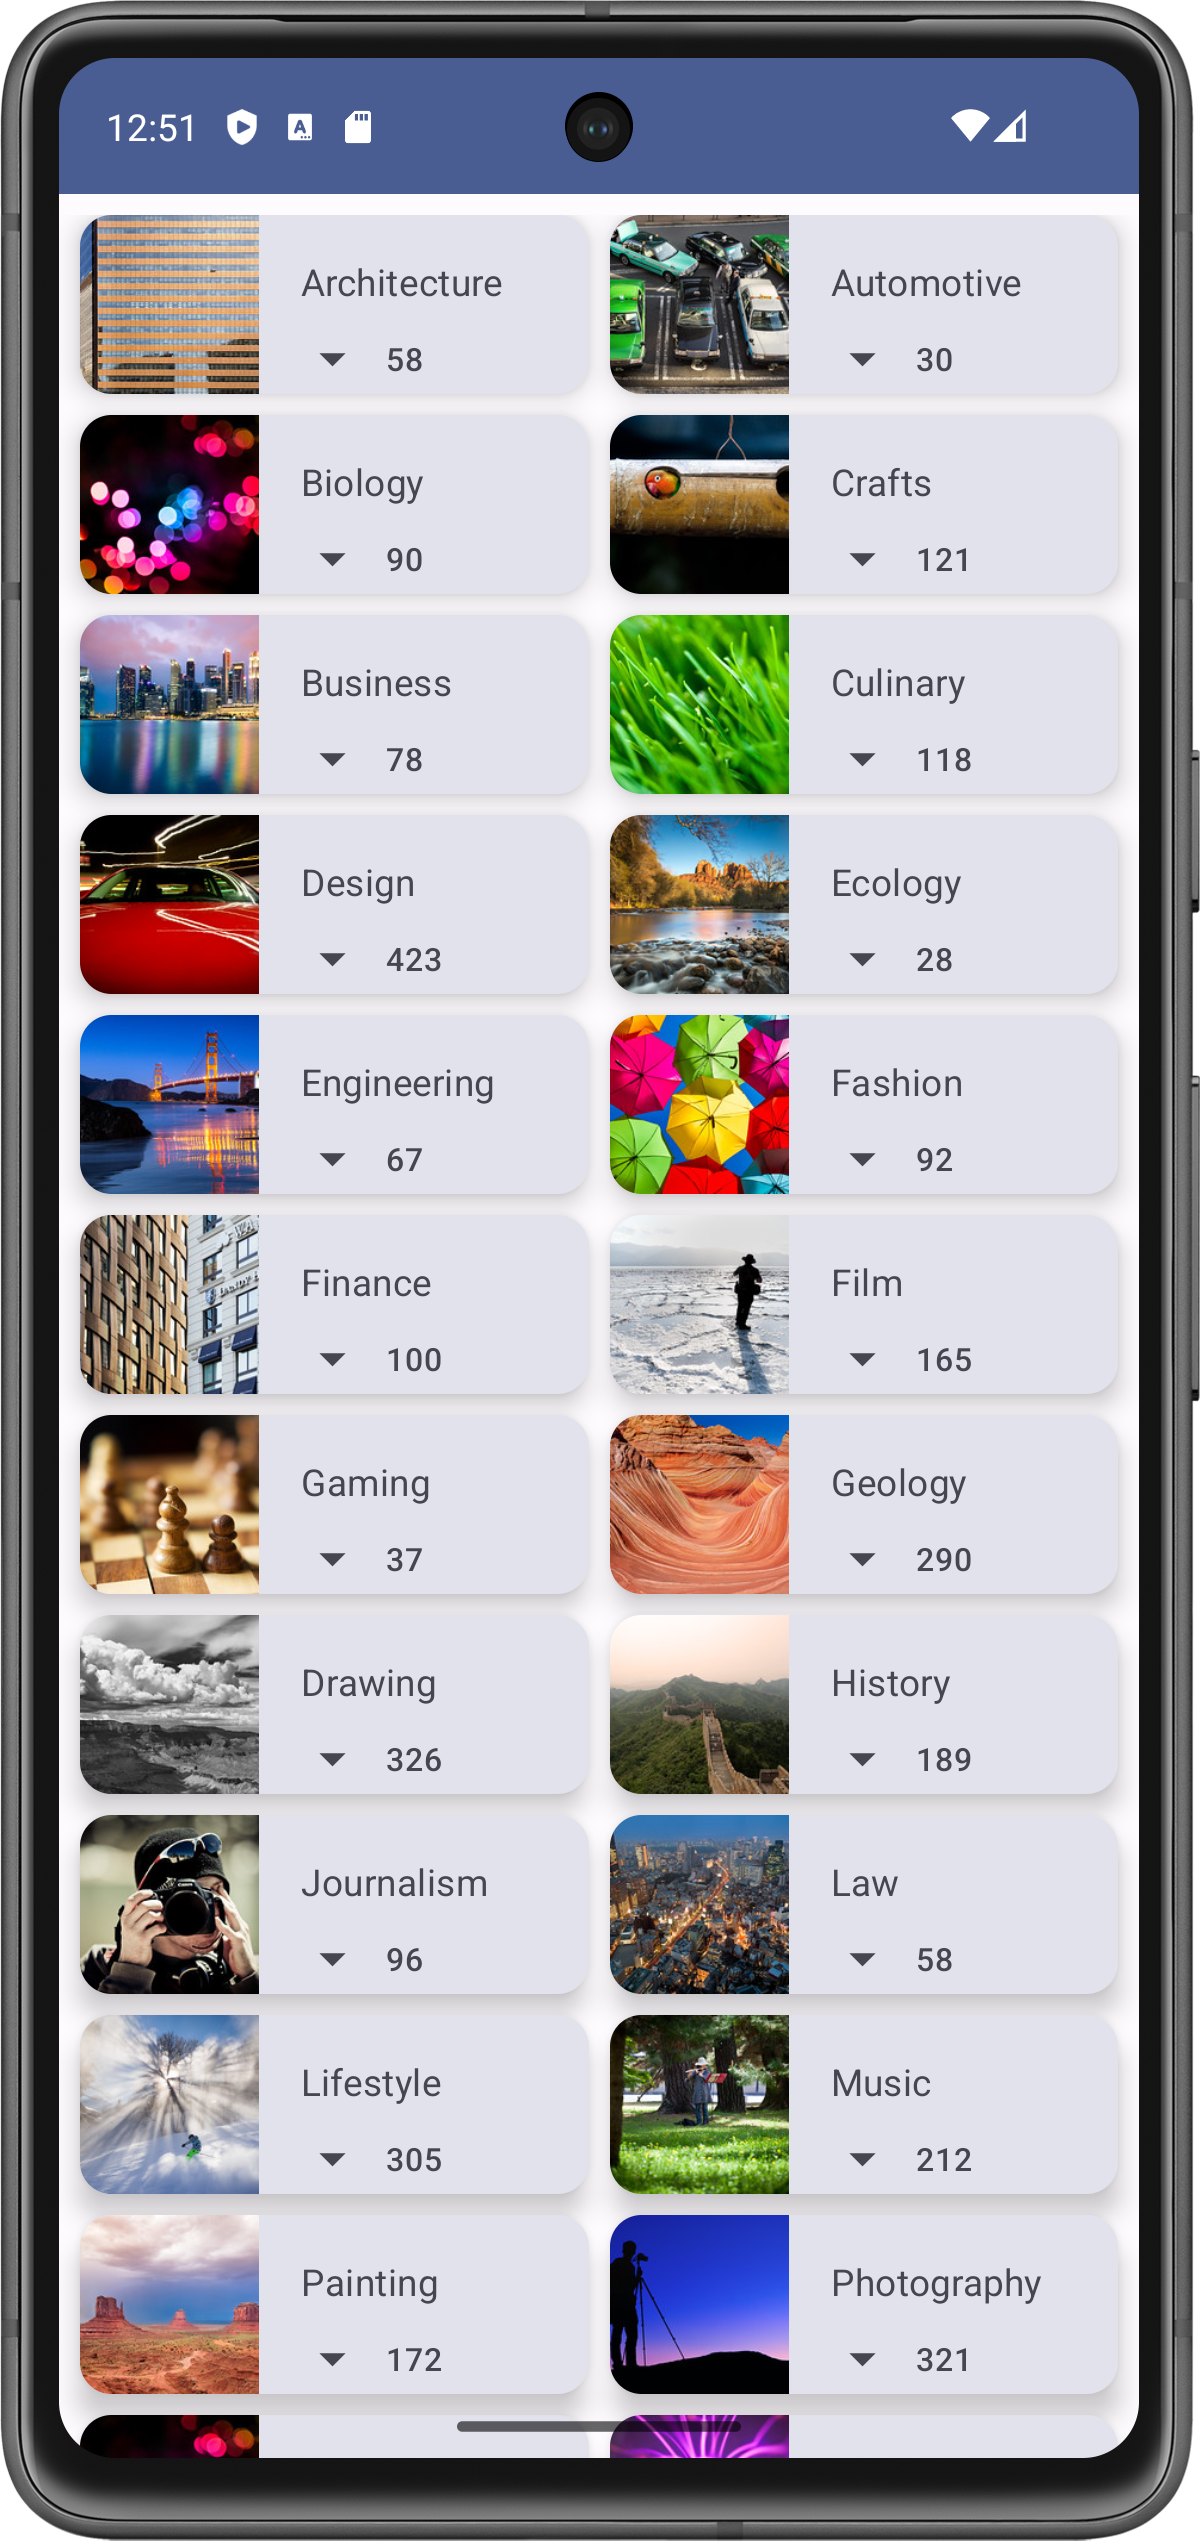 12:51
Architecture
58
Automotive
30
Biology
90
Crafts
121
Business
78
Culinary
118
Design
423
Ecology
28
Engineering
67
Fashion
92
Finance
100
Film
165
Gaming
37
Geology
290
Drawing
326
History
189
Journalism
96
Law
58
Lifestyle
305
Music
212
Painting
172
Photography
321